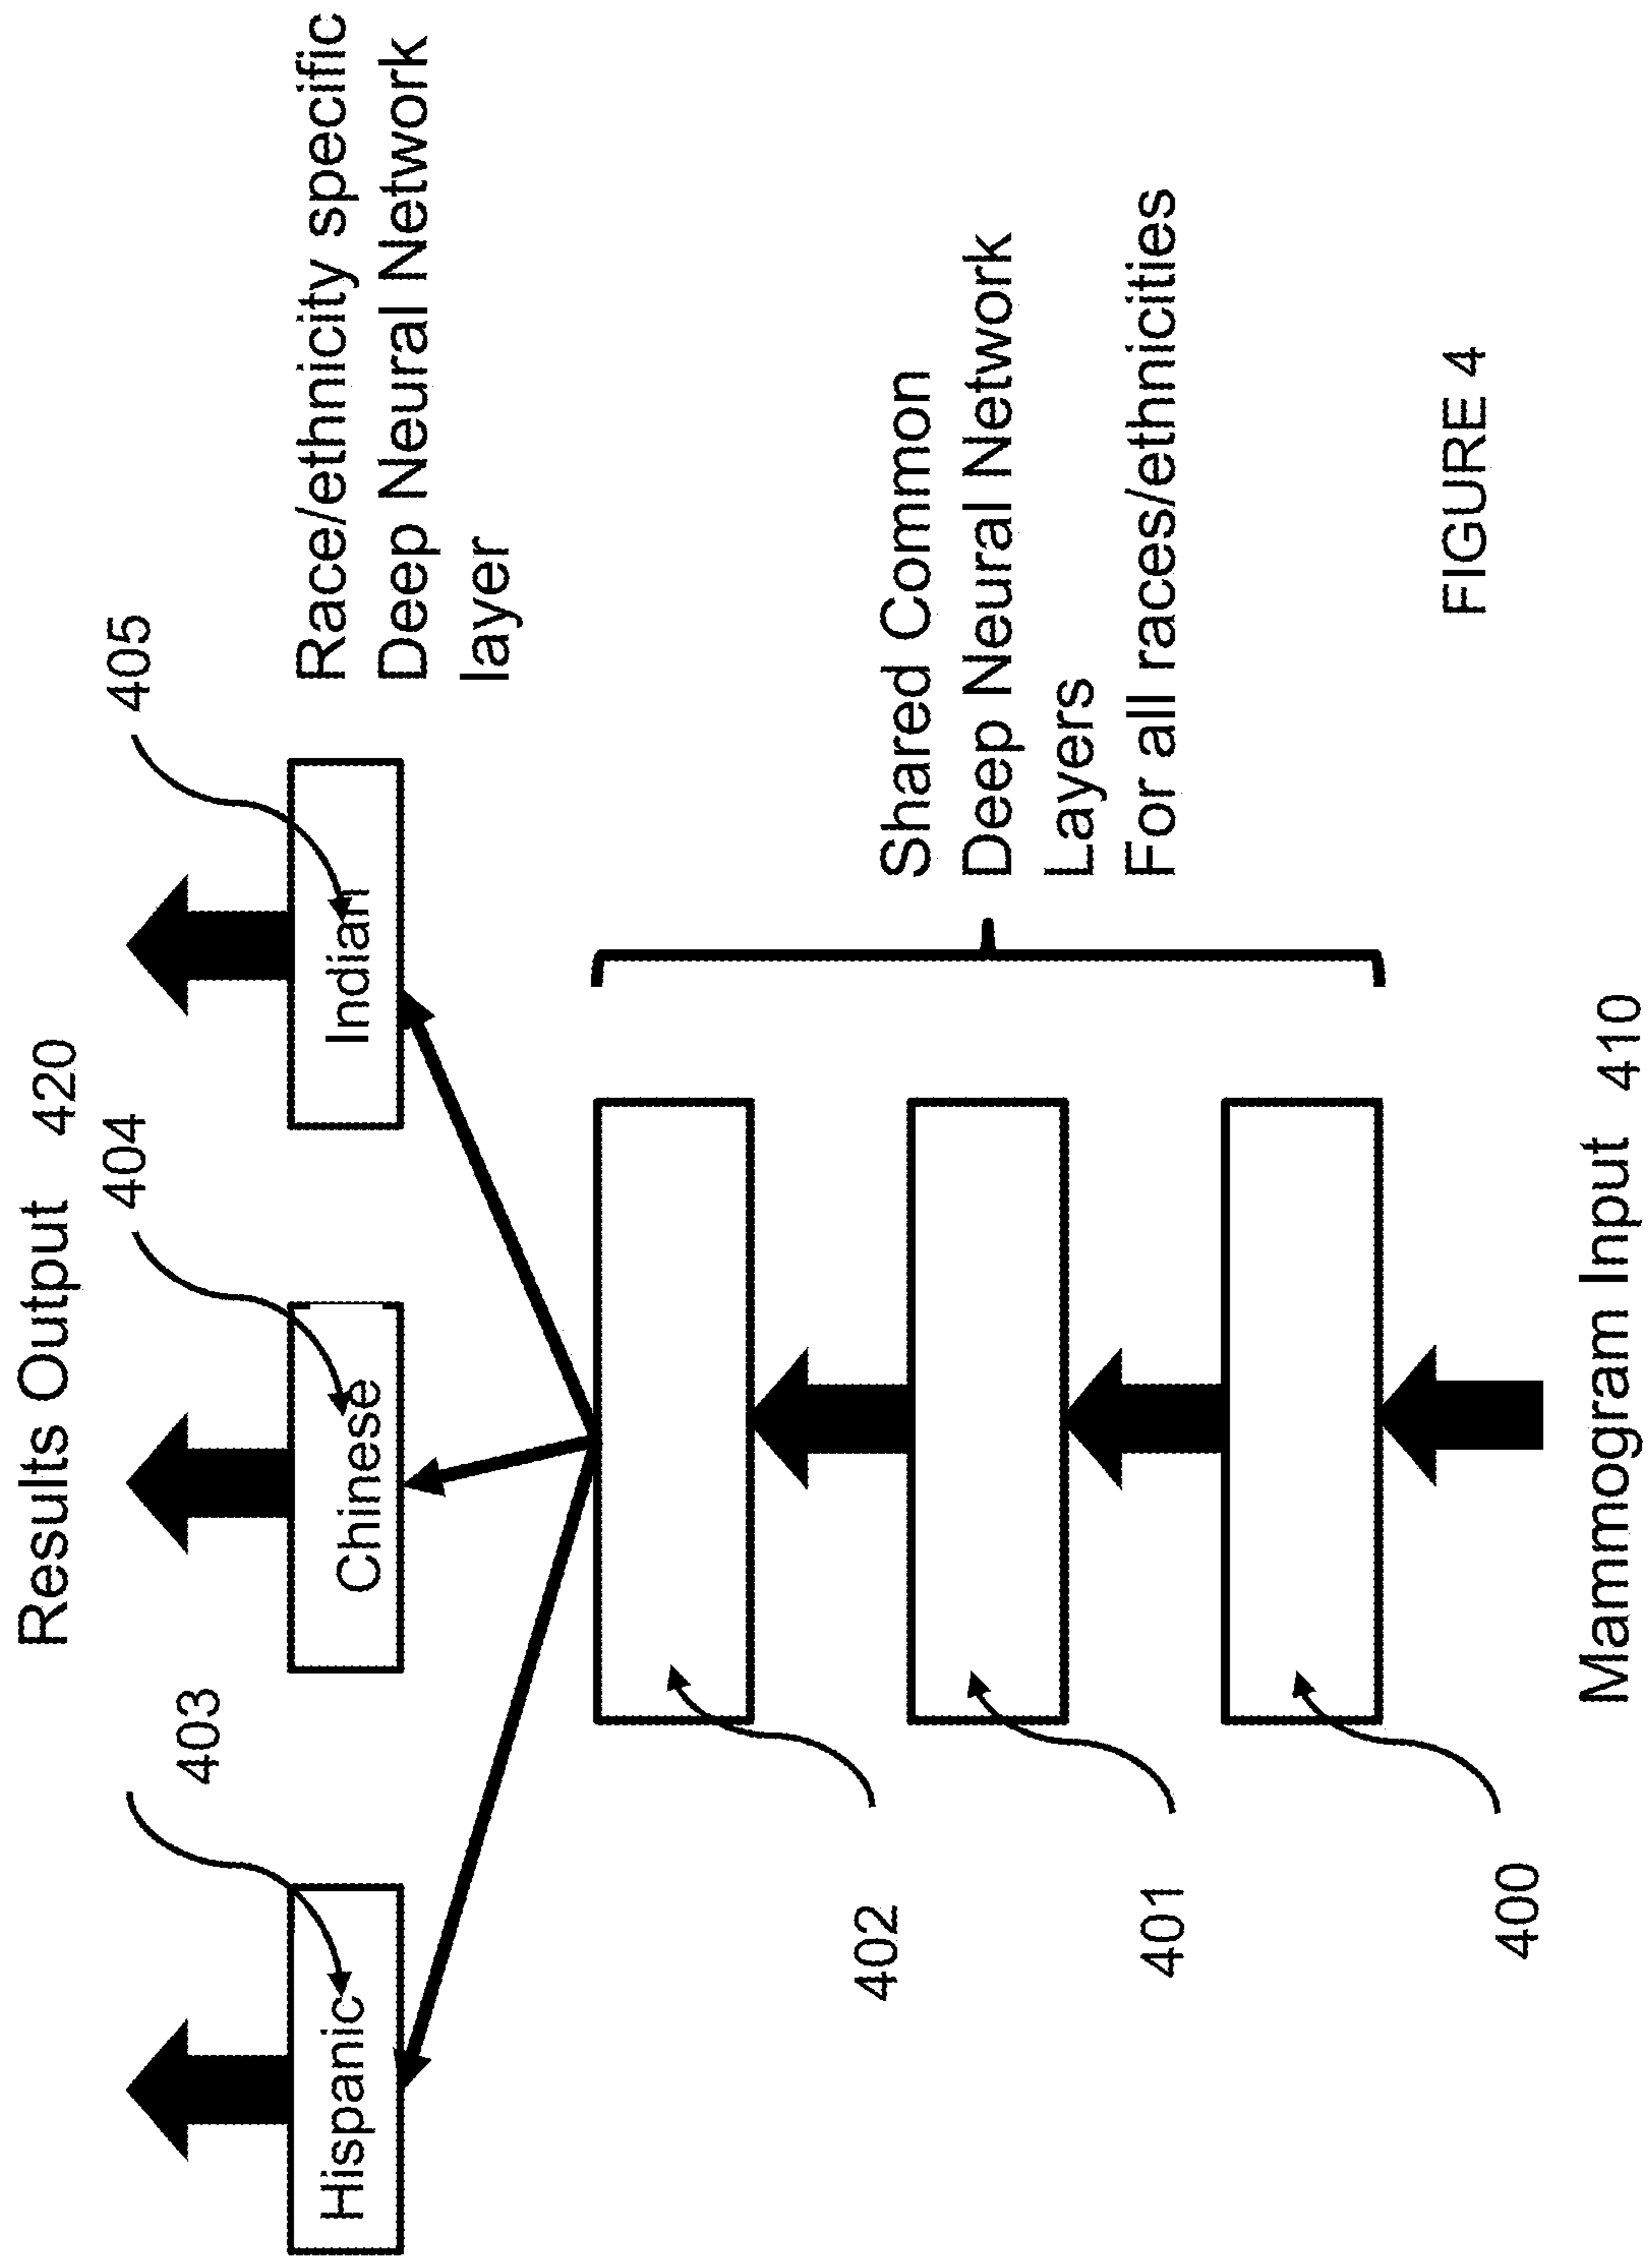 Results Output 420
403
404
405
Hispanic
Chinese
Indian
Race/ethnicity specific
Deep Neural Network
layer
402
401
400
Shared Common
Deep Neural Network
Layers
For all races/ethnicities
Mammogram Input 410
FIGURE 4